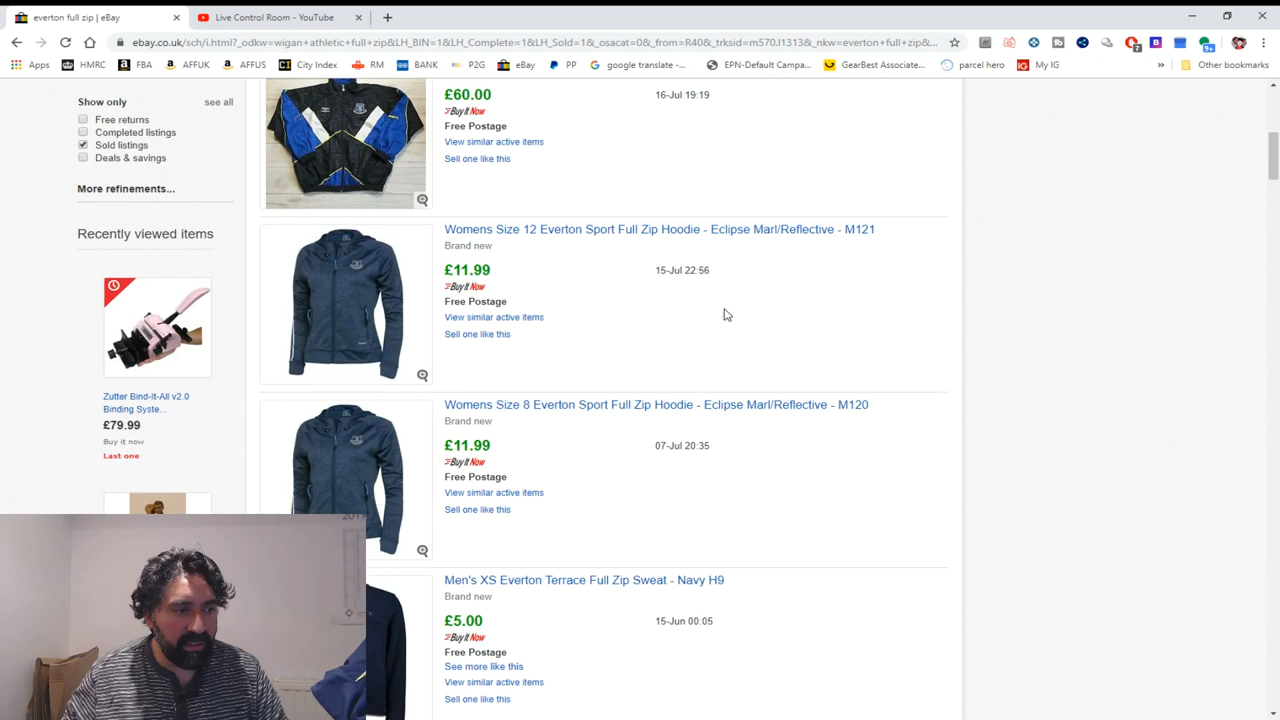 everton full zip | eBay
Live Control Room - YouTube
ebay.co.uk/sch/i.html?_odkw=wigan+athletic+full+zip&LH_BIN=1&LH_Complete=1&LH_Sold=1&_osacat=0&_from=R40&_trksid=m570.l1313&_nkw=everton+full+zip&...
Apps HMRC FBA AFFUK AFFUS City Index RM BANK P2G eBay PP google translate -... EPN-Default Campa... GearBest Associate... parcel hero My IG » Other bookmarks
Show only see all
Free returns
Completed listings
Sold listings
Deals & savings
More refinements...
Recently viewed items
Zutter Bind-It-All v2.0
Binding Syste...
£79.99
Buy it now
Last one
£60.00 16-Jul 19:19
Buy It Now
Free Postage
View similar active items
Sell one like this
Womens Size 12 Everton Sport Full Zip Hoodie - Eclipse Marl/Reflective - M121
Brand new
£11.99 15-Jul 22:56
Buy It Now
Free Postage
View similar active items
Sell one like this
Womens Size 8 Everton Sport Full Zip Hoodie - Eclipse Marl/Reflective - M120
Brand new
£11.99 07-Jul 20:35
Buy It Now
Free Postage
View similar active items
Sell one like this
Men's XS Everton Terrace Full Zip Sweat - Navy H9
Brand new
£5.00 15-Jun 00:05
Buy It Now
Free Postage
See more like this
View similar active items
Sell one like this